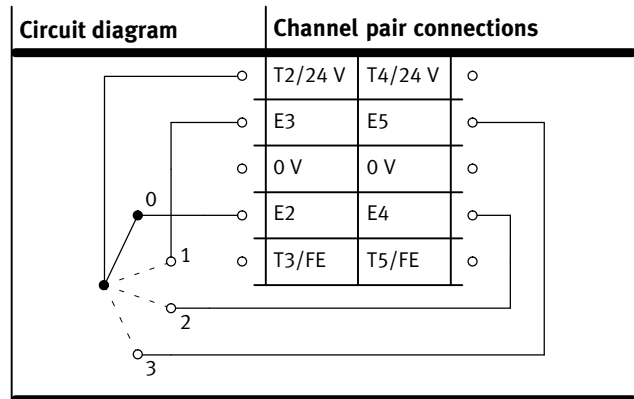 Circuit diagram Channel pair connections
T2/24 V T4/24 V
E3 E5
0 V 0 V
0
E2 E4
1
T3/FE T5/FE
2
3